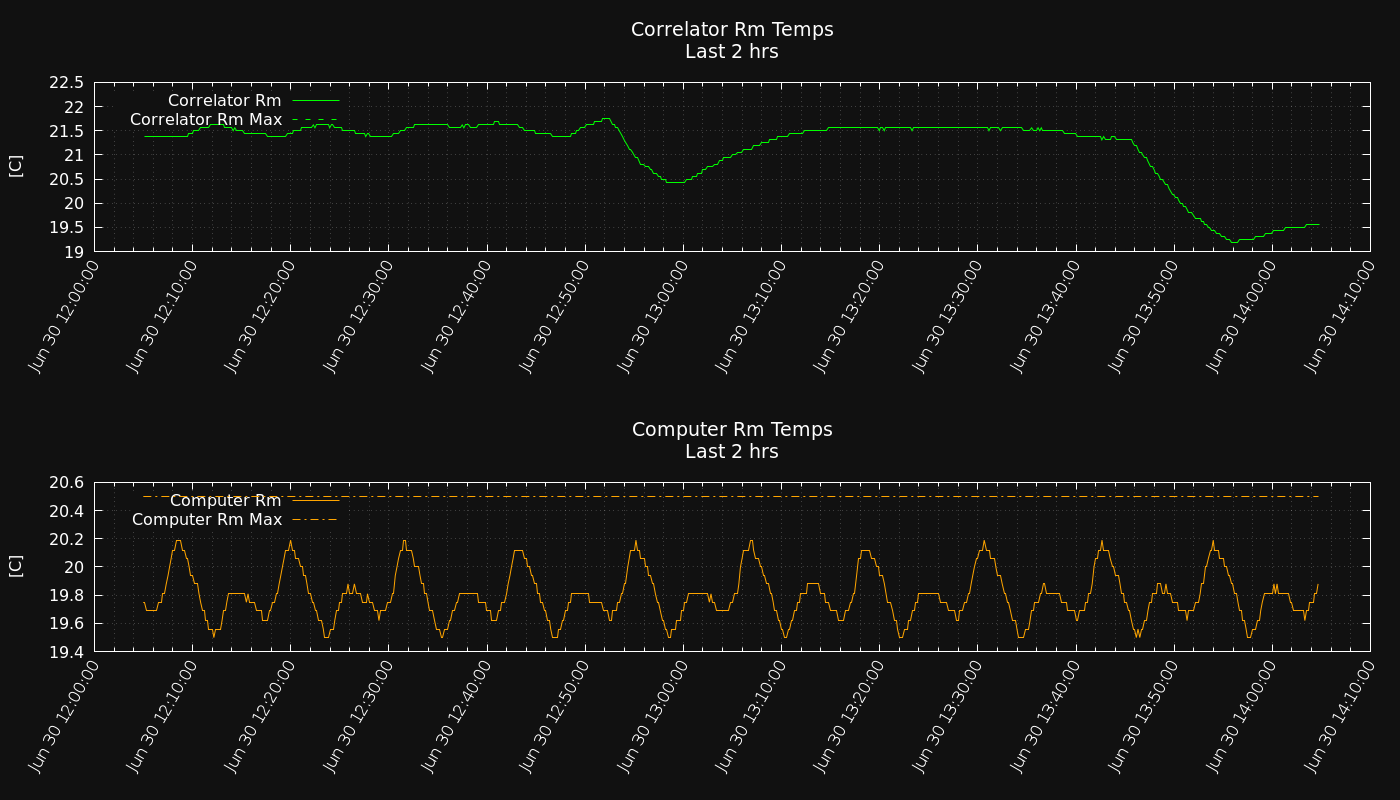 Correlator Rm Temps
Last 2 hrs
22.5
22
21.5
21
20.5
20
19.5
19
[C]
Correlator Rm
Correlator Rm Max
Jun 30 12:00:00
Jun 30 12:10:00
Jun 30 12:20:00
Jun 30 12:30:00
Jun 30 12:40:00
Jun 30 12:50:00
Jun 30 13:00:00
Jun 30 13:10:00
Jun 30 13:20:00
Jun 30 13:30:00
Jun 30 13:40:00
Jun 30 13:50:00
Jun 30 14:00:00
Jun 30 14:10:00
Computer Rm Temps
Last 2 hrs
20.6
20.4
20.2
20
19.8
19.6
19.4
[C]
Computer Rm
Computer Rm Max
Jun 30 12:00:00
Jun 30 12:10:00
Jun 30 12:20:00
Jun 30 12:30:00
Jun 30 12:40:00
Jun 30 12:50:00
Jun 30 13:00:00
Jun 30 13:10:00
Jun 30 13:20:00
Jun 30 13:30:00
Jun 30 13:40:00
Jun 30 13:50:00
Jun 30 14:00:00
Jun 30 14:10:00